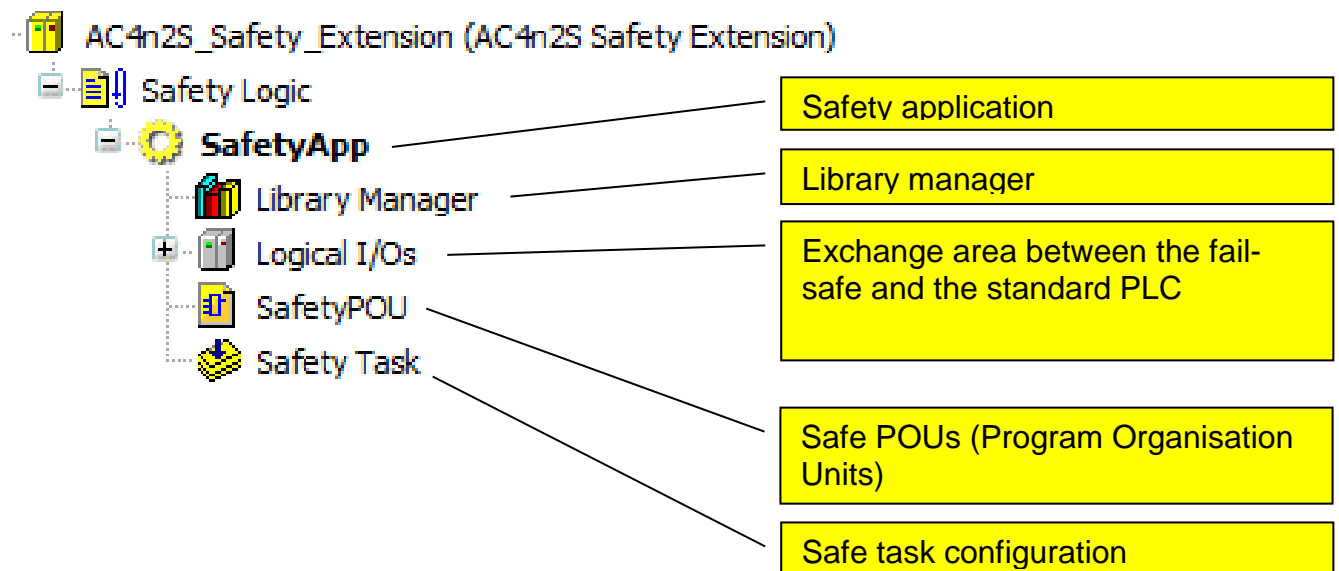 AC4n2S_Safety_Extension (AC4n2S Safety Extension)
Safety Logic
SafetyApp
Library Manager
Logical I/Os
SafetyPOU
Safety Task
Safety application
Library manager
Exchange area between the fail-
safe and the standard PLC
Safe POUs (Program Organisation
Units)
Safe task configuration